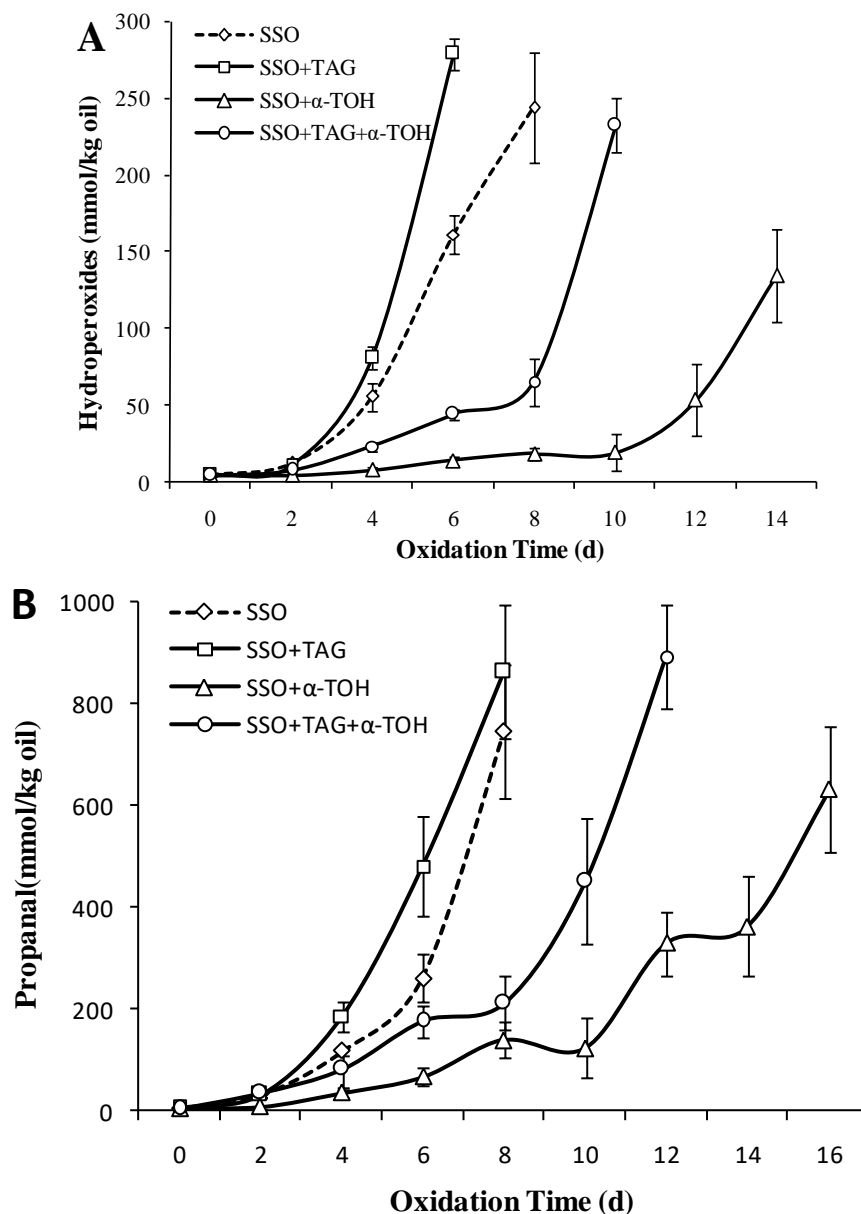 A
SSO
SSO+TAG
SSO+α-TOH
SSO+TAG+α-TOH
Hydroperoxides (mmol/kg oil)
300
250
200
150
100
50
0
0 2 4 6 8 10 12 14
Oxidation Time (d)
B
SSO
SSO+TAG
SSO+α-TOH
SSO+TAG+α-TOH
Propanal(mmol/kg oil)
1000
800
600
400
200
0
0 2 4 6 8 10 12 14 16
Oxidation Time (d)